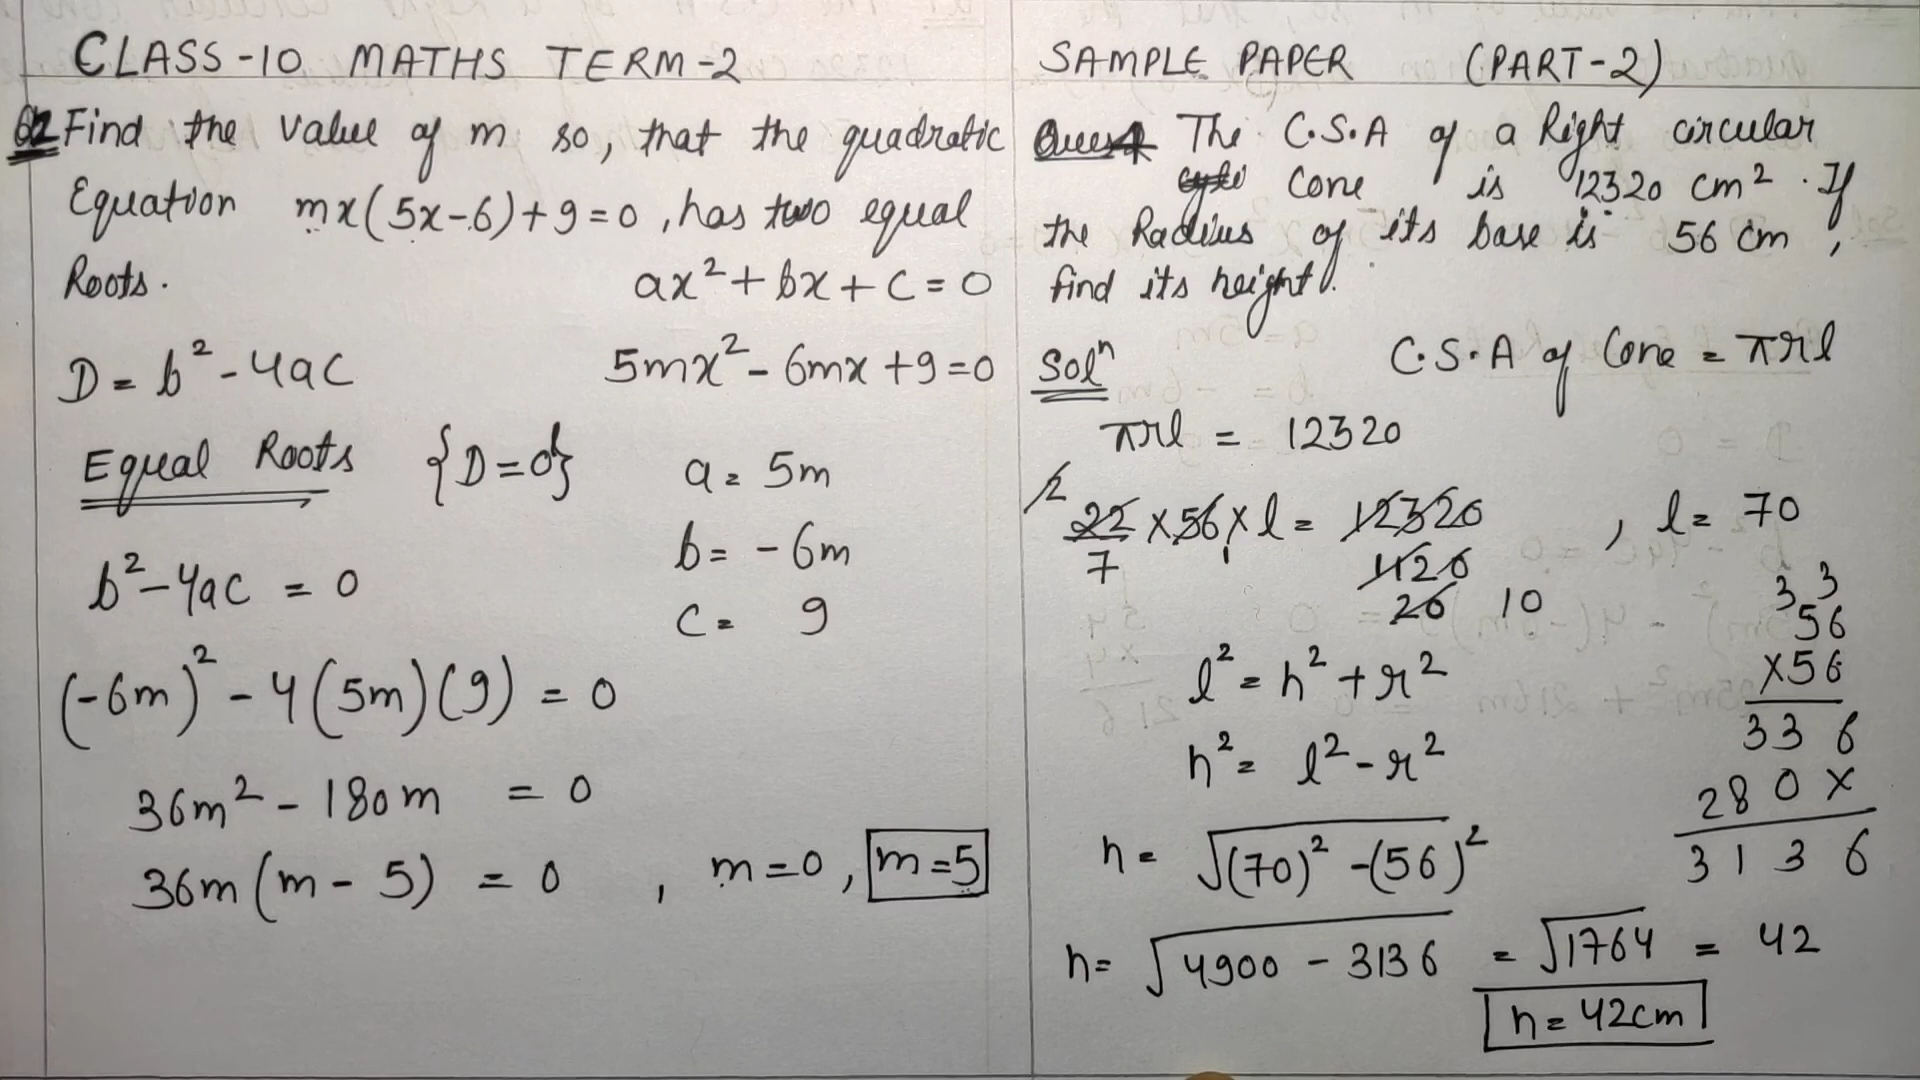 CLASS-10 MATHS TERM-2
Q2 Find the value of m so, that the quadratic
Equation mx(5x-6)+9=0, has two equal
Roots.
ax²+bx+c=0
D=b²-4ac
5mx²-6mx+9=0
Equal Roots {D=0}
a=5m
b=-6m
b²-4ac=0
c=9
(-6m)²-4(5m)(9)=0
36m²-180m=0
36m(m-5)=0, m=0, m=5
SAMPLE PAPER (PART-2)
The C.S.A of a Right circular
Cone is 12320 cm². If
the Radius of its base is 56 cm,
find its height.
Solⁿ C.S.A of Cone=πrl
πrl=12320
2
22/7×56×l=12320, l=70
1
1120
20 10
l²=h²+r²
h²=l²-r²
h=√(70)²-(56)²
h=√4900-3136=√1764=42
h=42cm
3 3
56
×56
336
280×
3136